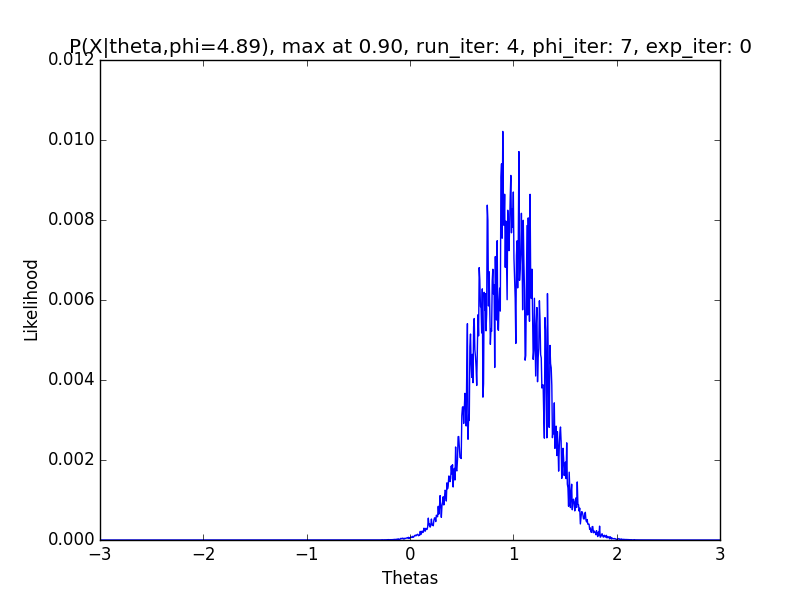 P(X|theta,phi=4.89), max at 0.90, run_iter: 4, phi_iter: 7, exp_iter: 0
0.012
0.010
0.008
0.006
0.004
0.002
0.000
Likelihood
−3 −2 −1 0 1 2 3
Thetas